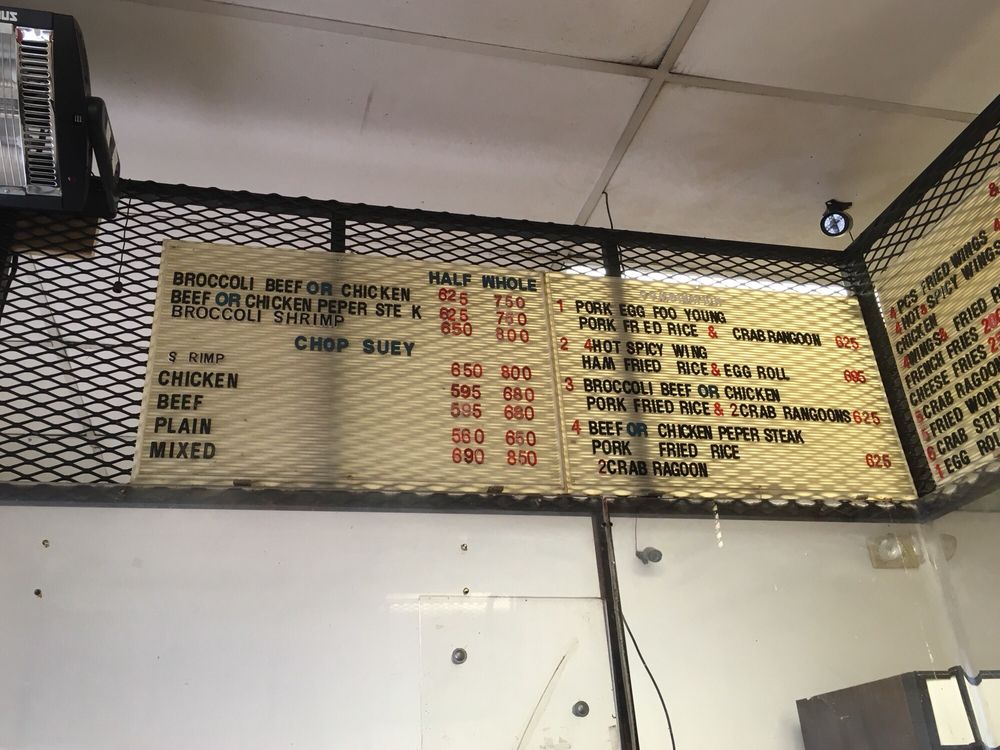 HALF WHOLE
BROCCOLI BEEF OR CHICKEN 625 750
BEEF OR CHICKEN PEPER STE K 625 750
BROCCOLI SHRIMP 650 800
CHOP SUEY
S RIMP 650 800
CHICKEN 595 680
BEEF 595 680
PLAIN 560 650
MIXED 690 850
1 PORK EGG FOO YOUNG
PORK FR ED RICE & CRAB RANGOON 625
2 4HOT SPICY WING
HAM FRIED RICE & EGG ROLL 605
3 BROCCOLI BEEF OR CHICKEN
PORK FRIED RICE & 2CRAB RANGOONS 625
4 BEEF OR CHICKEN PEPER STEAK
PORK FRIED RICE
2CRAB RAGOON 625
4 PCS FRIED WINGS
4 HOT & SPICY WINGS
CHICKEN FRIED
4WINGS&
FRENCH FRIES
CHEESE FRIES
5 CRAB RAGOON
FRIED WON
6 CRAB STIX
1 EGG ROL